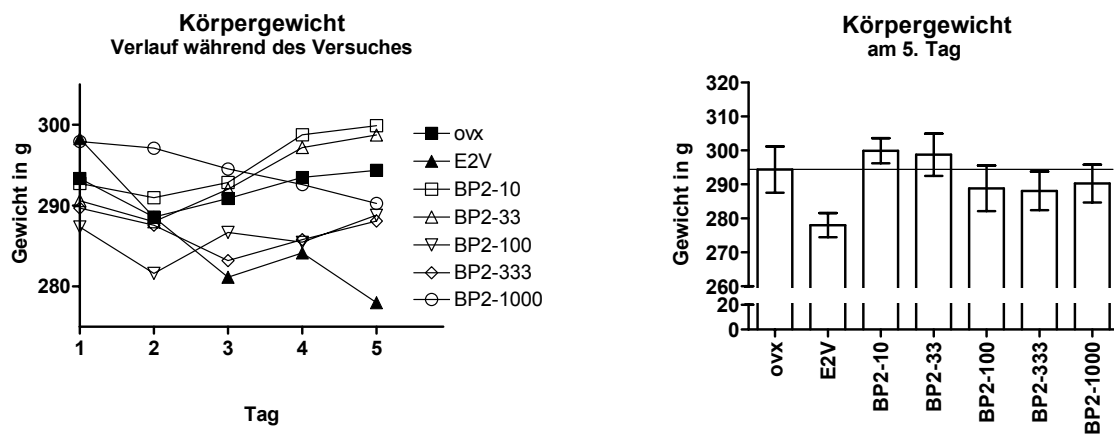 Körpergewicht
Verlauf während des Versuches
Gewicht in g
300
290
280
1 2 3 4 5
Tag
ovx
E2V
BP2-10
BP2-33
BP2-100
BP2-333
BP2-1000
Körpergewicht
am 5. Tag
Gewicht in g
320
310
300
290
280
270
260
20
0
ovx
E2V
BP2-10
BP2-33
BP2-100
BP2-333
BP2-1000